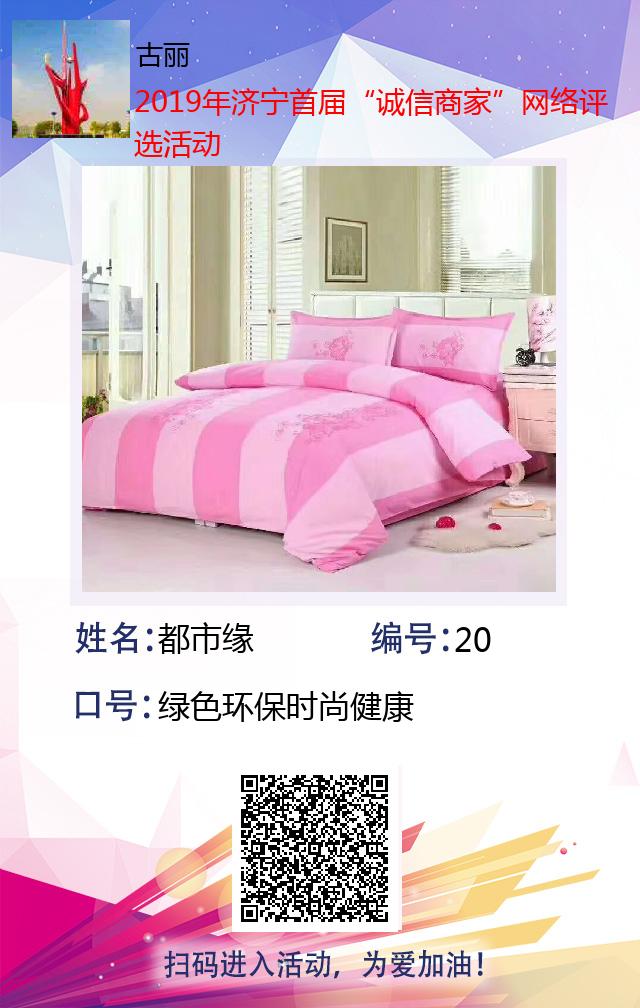 古丽
2019年济宁首届“诚信商家”网络评
选活动
姓名：都市缘
编号：20
口号：绿色环保时尚健康
扫码进入活动，为爱加油！